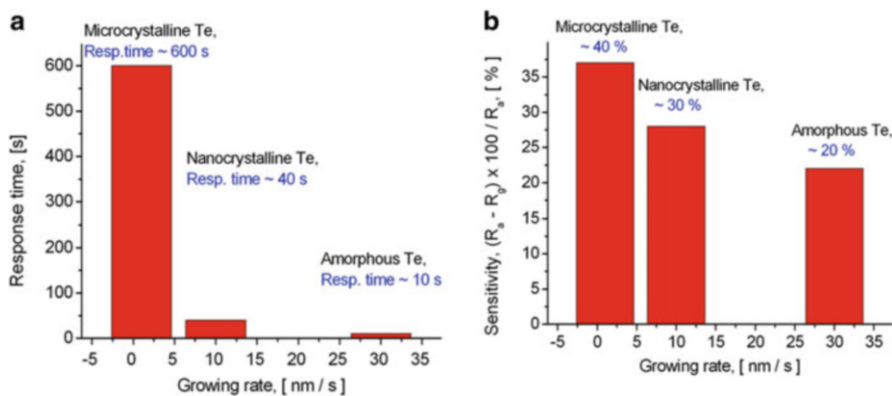 a
Microcrystalline Te,
Resp.time ~ 600 s
Nanocrystalline Te,
Resp. time ~ 40 s
Amorphous Te,
Resp. time ~ 10 s
Response time, [s]
600
500
400
300
200
100
0
-5 0 5 10 15 20 25 30 35
Growing rate, [ nm / s ]
b
Microcrystalline Te,
~ 40 %
Nanocrystalline Te,
~ 30 %
Amorphous Te,
~ 20 %
Sensitivity, (Ra - Rg) x 100 / Ra, [ % ]
35
30
25
20
15
10
5
0
-5 0 5 10 15 20 25 30 35
Growing rate, [ nm / s ]